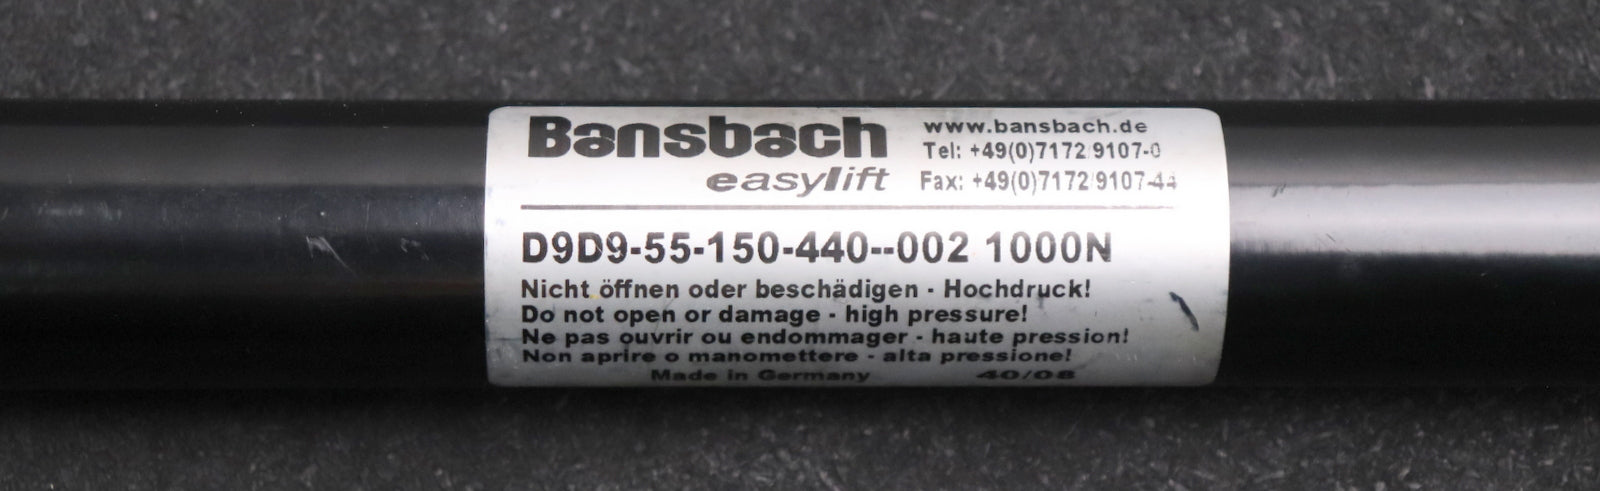 Bansbach
easylift
www.bansbach.de
Tel: +49(0)7172/9107-0
Fax: +49(0)7172/9107-44
D9D9-55-150-440--002 1000N
Nicht öffnen oder beschädigen - Hochdruck!
Do not open or damage - high pressure!
Ne pas ouvrir ou endommager - haute pression!
Non aprire o manomettere - alta pressione!
Made in Germany 40/08